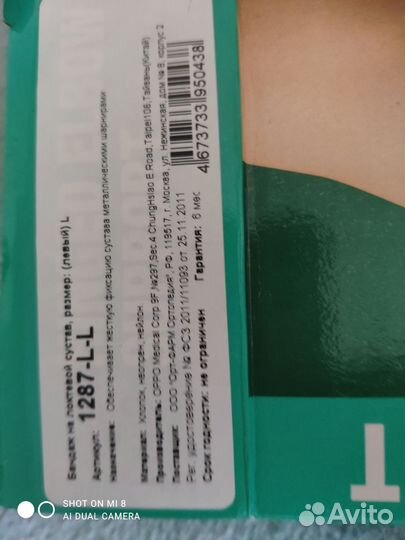 Бандаж на локтевой сустав, размер: (левый) L
Артикул: 1287-L-L
Назначение: Обеспечивает жесткую фиксацию сустава металлическими шарнирами
Материал: Хлопок, неопрен, нейлон.
Производитель: OPPO Medical Corp 9F,№297,Sec.4 ChungHsiao E Road,Taipei106,Тайвань(Китай)
Поставщик: ООО "Орт-ФАРМ Ортопедия", РФ, 119517, г. Москва, ул. Нежинская, дом № 8, корпус 2
Рег. удостоверение № ФСЗ 2011/11093 от 25.11.2011
Срок годности: не ограничен Гарантия: 6 мес
4673733950438
SHOT ON MI 8
AI DUAL CAMERA
Avito